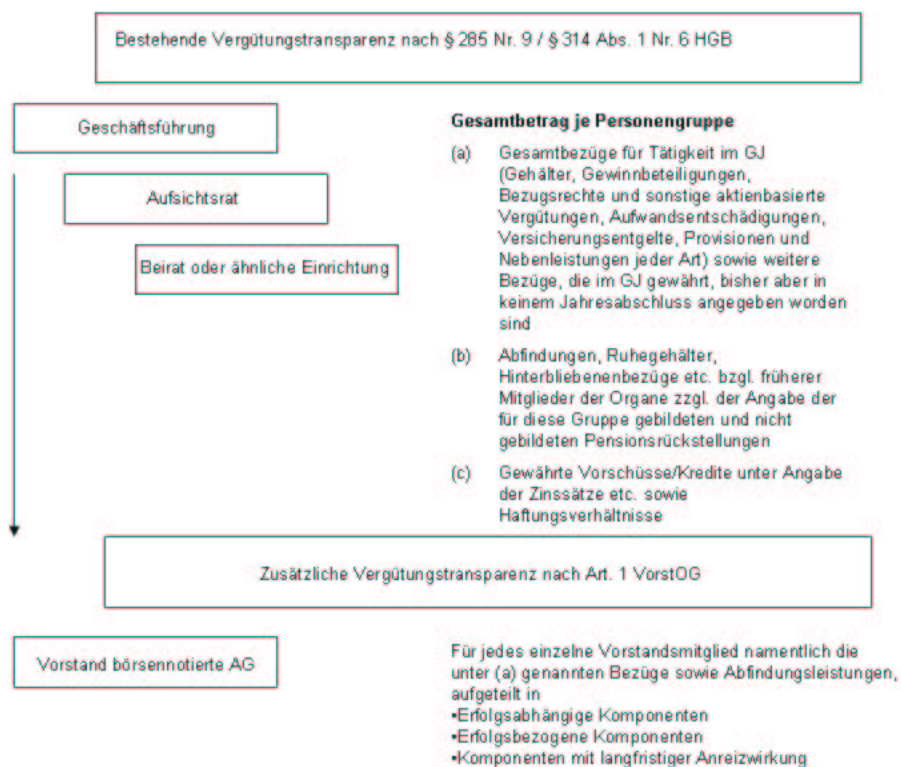 Bestehende Vergütungstransparenz nach § 285 Nr. 9 / § 314 Abs. 1 Nr. 6 HGB
Geschäftsführung
Aufsichtsrat
Beirat oder ähnliche Einrichtung
Gesamtbetrag je Personengruppe
(a) Gesamtbezüge für Tätigkeit im GJ
(Gehälter, Gewinnbeteiligungen,
Bezugsrechte und sonstige aktienbasierte
Vergütungen, Aufwandsentschädigungen,
Versicherungsentgelte, Provisionen und
Nebenleistungen jeder Art) sowie weitere
Bezüge, die im GJ gewährt, bisher aber in
keinem Jahresabschluss angegeben worden
sind
(b) Abfindungen, Ruhegehälter,
Hinterbliebenenbezüge etc. bzgl. früherer
Mitglieder der Organe zzgl. der Angabe der
für diese Gruppe gebildeten und nicht
gebildeten Pensionsrückstellungen
(c) Gewährte Vorschüsse/Kredite unter Angabe
der Zinssätze etc. sowie
Haftungsverhältnisse
Zusätzliche Vergütungstransparenz nach Art. 1 VorstOG
Vorstand börsennotierte AG
Für jedes einzelne Vorstandsmitglied namentlich die
unter (a) genannten Bezüge sowie Abfindungsleistungen,
aufgeteilt in
•Erfolgsabhängige Komponenten
•Erfolgsbezogene Komponenten
•Komponenten mit langfristiger Anreizwirkung